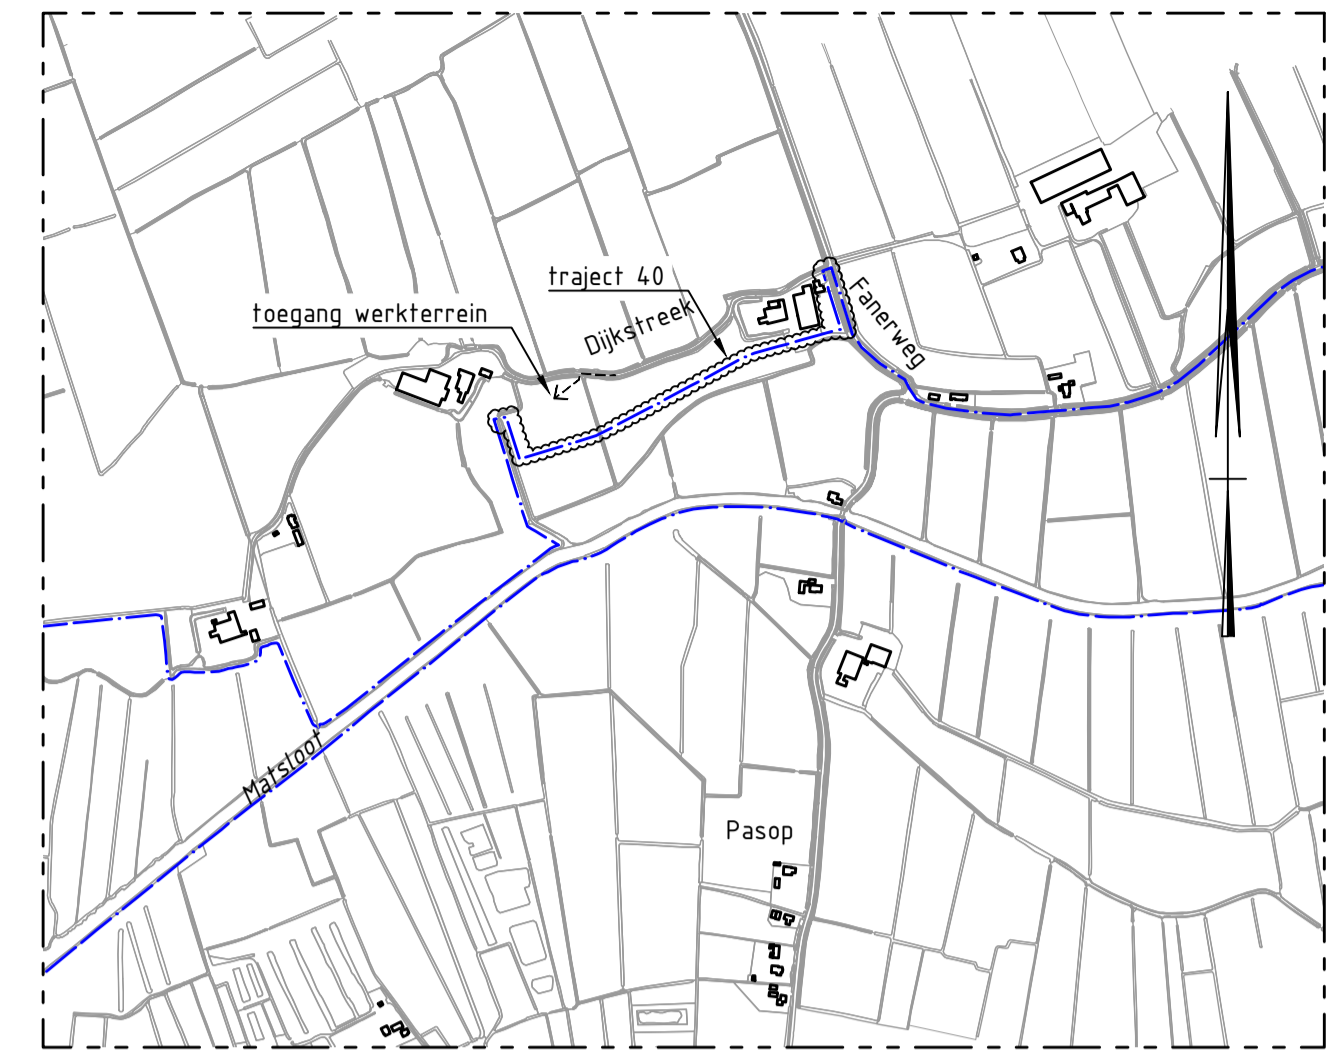 traject 40
toegang werkterrein
Dijkstreek
Fanerweg
Matsloot
Pasop